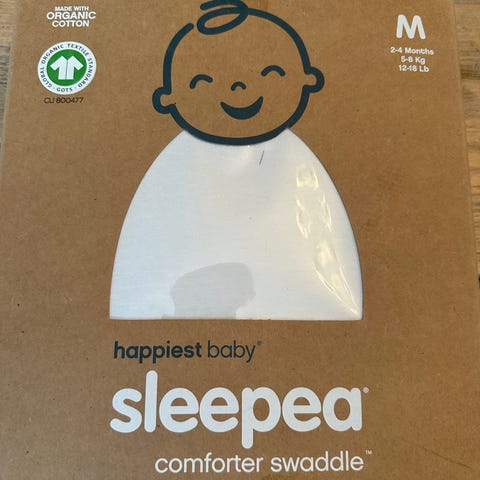 MADE WITH
ORGANIC
COTTON
GLOBAL ORGANIC TEXTILE STANDARD
· GOTS ·
CU 800477
M
2-4 Months
5-8 Kg
12-18 Lb
happiest baby®
sleepea®
comforter swaddle™